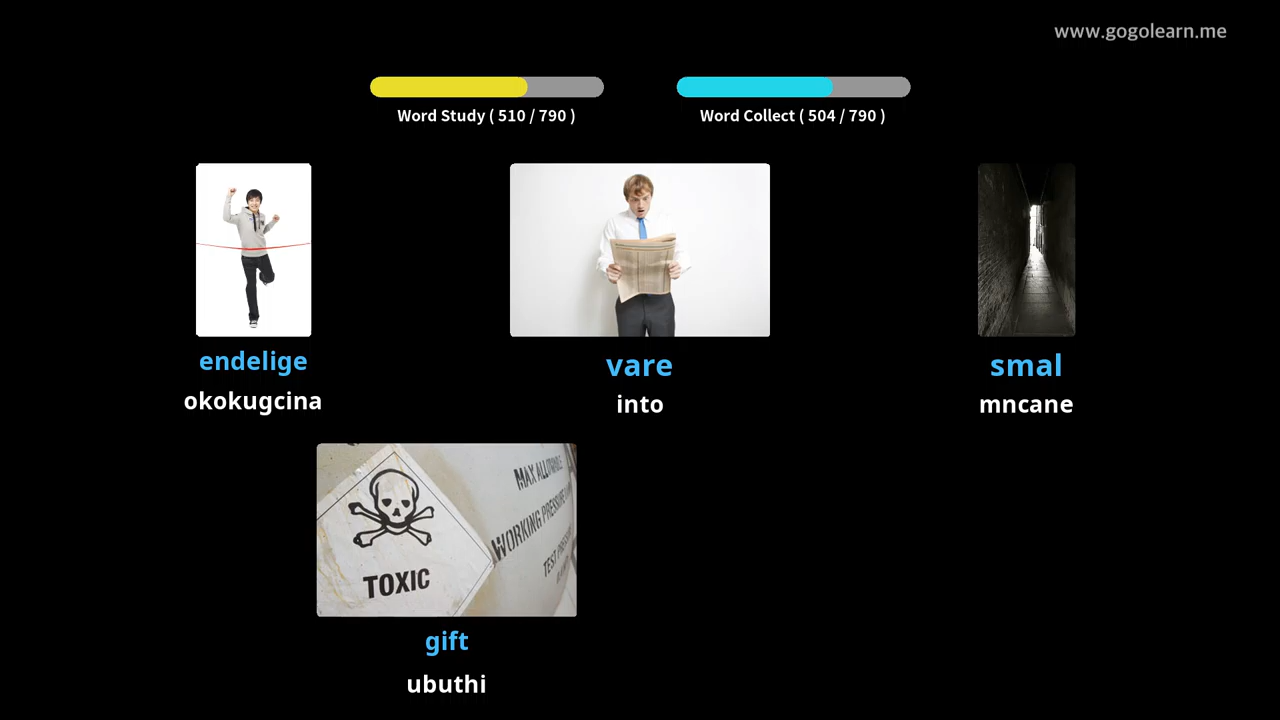 www.gogolearn.me
Word Study ( 510 / 790 )
Word Collect ( 504 / 790 )
endelige
okokugcina
vare
into
smal
mncane
TOXIC
MAX ALLOWABLE
WORKING PRESSURE
gift
ubuthi